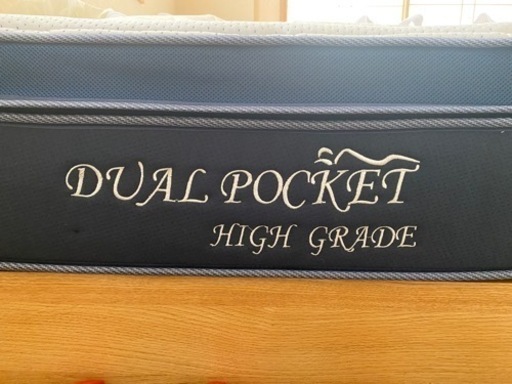 DUAL POCKET
HIGH GRADE